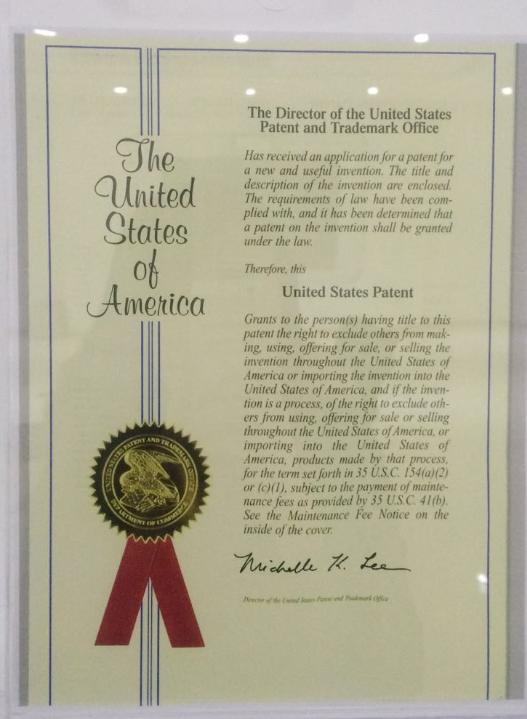 The
United
States
of
America
The Director of the United States
Patent and Trademark Office
Has received an application for a patent for
a new and useful invention. The title and
description of the invention are enclosed.
The requirements of law have been com-
plied with, and it has been determined that
a patent on the invention shall be granted
under the law.
Therefore, this
United States Patent
Grants to the person(s) having title to this
patent the right to exclude others from mak-
ing, using, offering for sale, or selling the
invention throughout the United States of
America or importing the invention into the
United States of America, and if the inven-
tion is a process, of the right to exclude oth-
ers from using, offering for sale or selling
throughout the United States of America, or
importing into the United States of
America, products made by that process,
for the term set forth in 35 U.S.C. 154(a)(2)
or (c)(1), subject to the payment of mainte-
nance fees as provided by 35 U.S.C. 41(b).
See the Maintenance Fee Notice on the
inside of the cover.
Michelle K. Lee
Director of the United States Patent and Trademark Office
UNITED STATES PATENT AND TRADEMARK OFFICE
DEPARTMENT OF COMMERCE